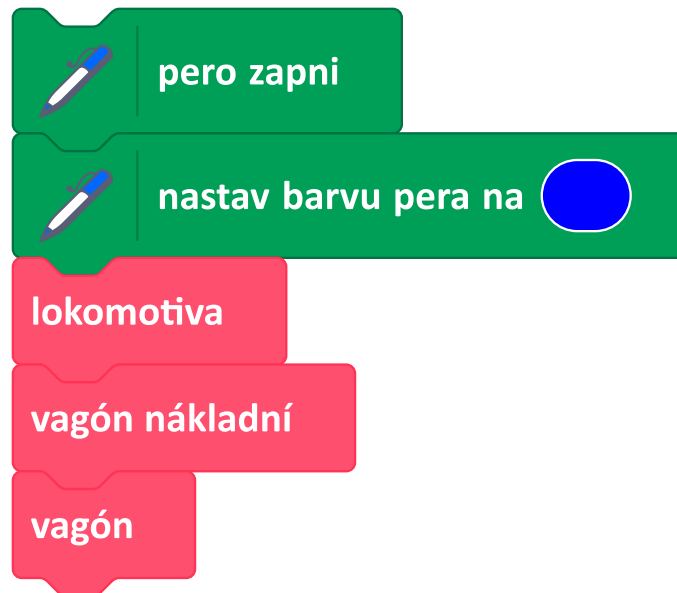 pero zapni
nastav barvu pera na
lokomotiva
vagón nákladní
vagón